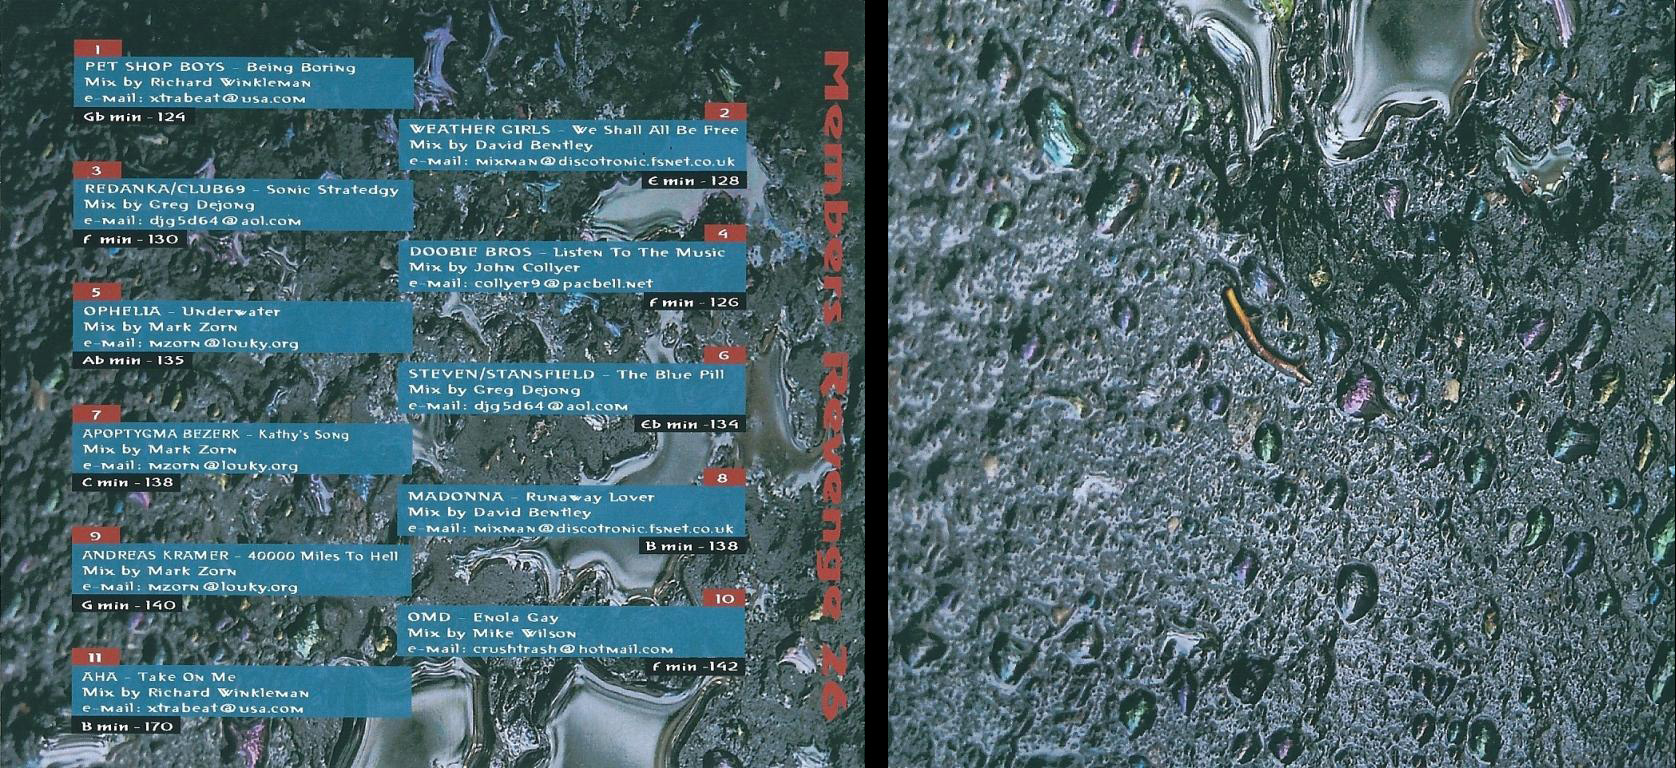 1
PET SHOP BOYS - Being Boring
Mix by Richard Winkleman
e-mail: xtrabeat@usa.com
Gb min - 124
2
WEATHER GIRLS - We Shall All Be Free
Mix by David Bentley
e-mail: mixman@discotronic.fsnet.co.uk
E min - 128
3
REDANKA/CLUB69 - Sonic Stratedgy
Mix by Greg Dejong
e-mail: djg5d64@aol.com
F min - 130
4
DOOBIE BROS - Listen To The Music
Mix by John Collyer
e-mail: collyer9@pacbell.net
F min - 126
5
OPHELIA - Underwater
Mix by Mark Zorn
e-mail: mzorn@louky.org
Ab min - 135
6
STEVEN/STANSFIELD - The Blue Pill
Mix by Greg Dejong
e-mail: djg5d64@aol.com
Eb min -134
7
APOPTYGMA BEZERK - Kathy's Song
Mix by Mark Zorn
e-mail: mzorn@louky.org
C min - 138
8
MADONNA - Runaway Lover
Mix by David Bentley
e-mail: mixman@discotronic.fsnet.co.uk
B min - 138
9
ANDREAS KRAMER - 40000 Miles To Hell
Mix by Mark Zorn
e-mail: mzorn@louky.org
G min - 140
10
OMD - Enola Gay
Mix by Mike Wilson
e-mail: crushtrash@hotmail.com
F min -142
11
AHA - Take On Me
Mix by Richard Winkleman
e-mail: xtrabeat@usa.com
B min - 170
Members Revenge 26